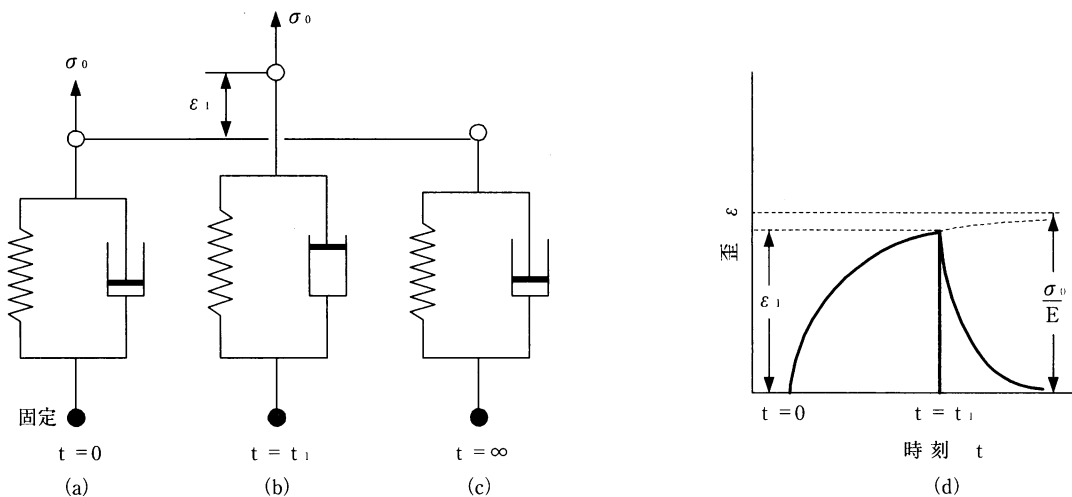 σ₀
σ₀
ε₁
固定
t = 0
t = t₁
t = ∞
(a)
(b)
(c)
歪 ε
ε₁
σ₀
E
t = 0
t = t₁
時刻 t
(d)